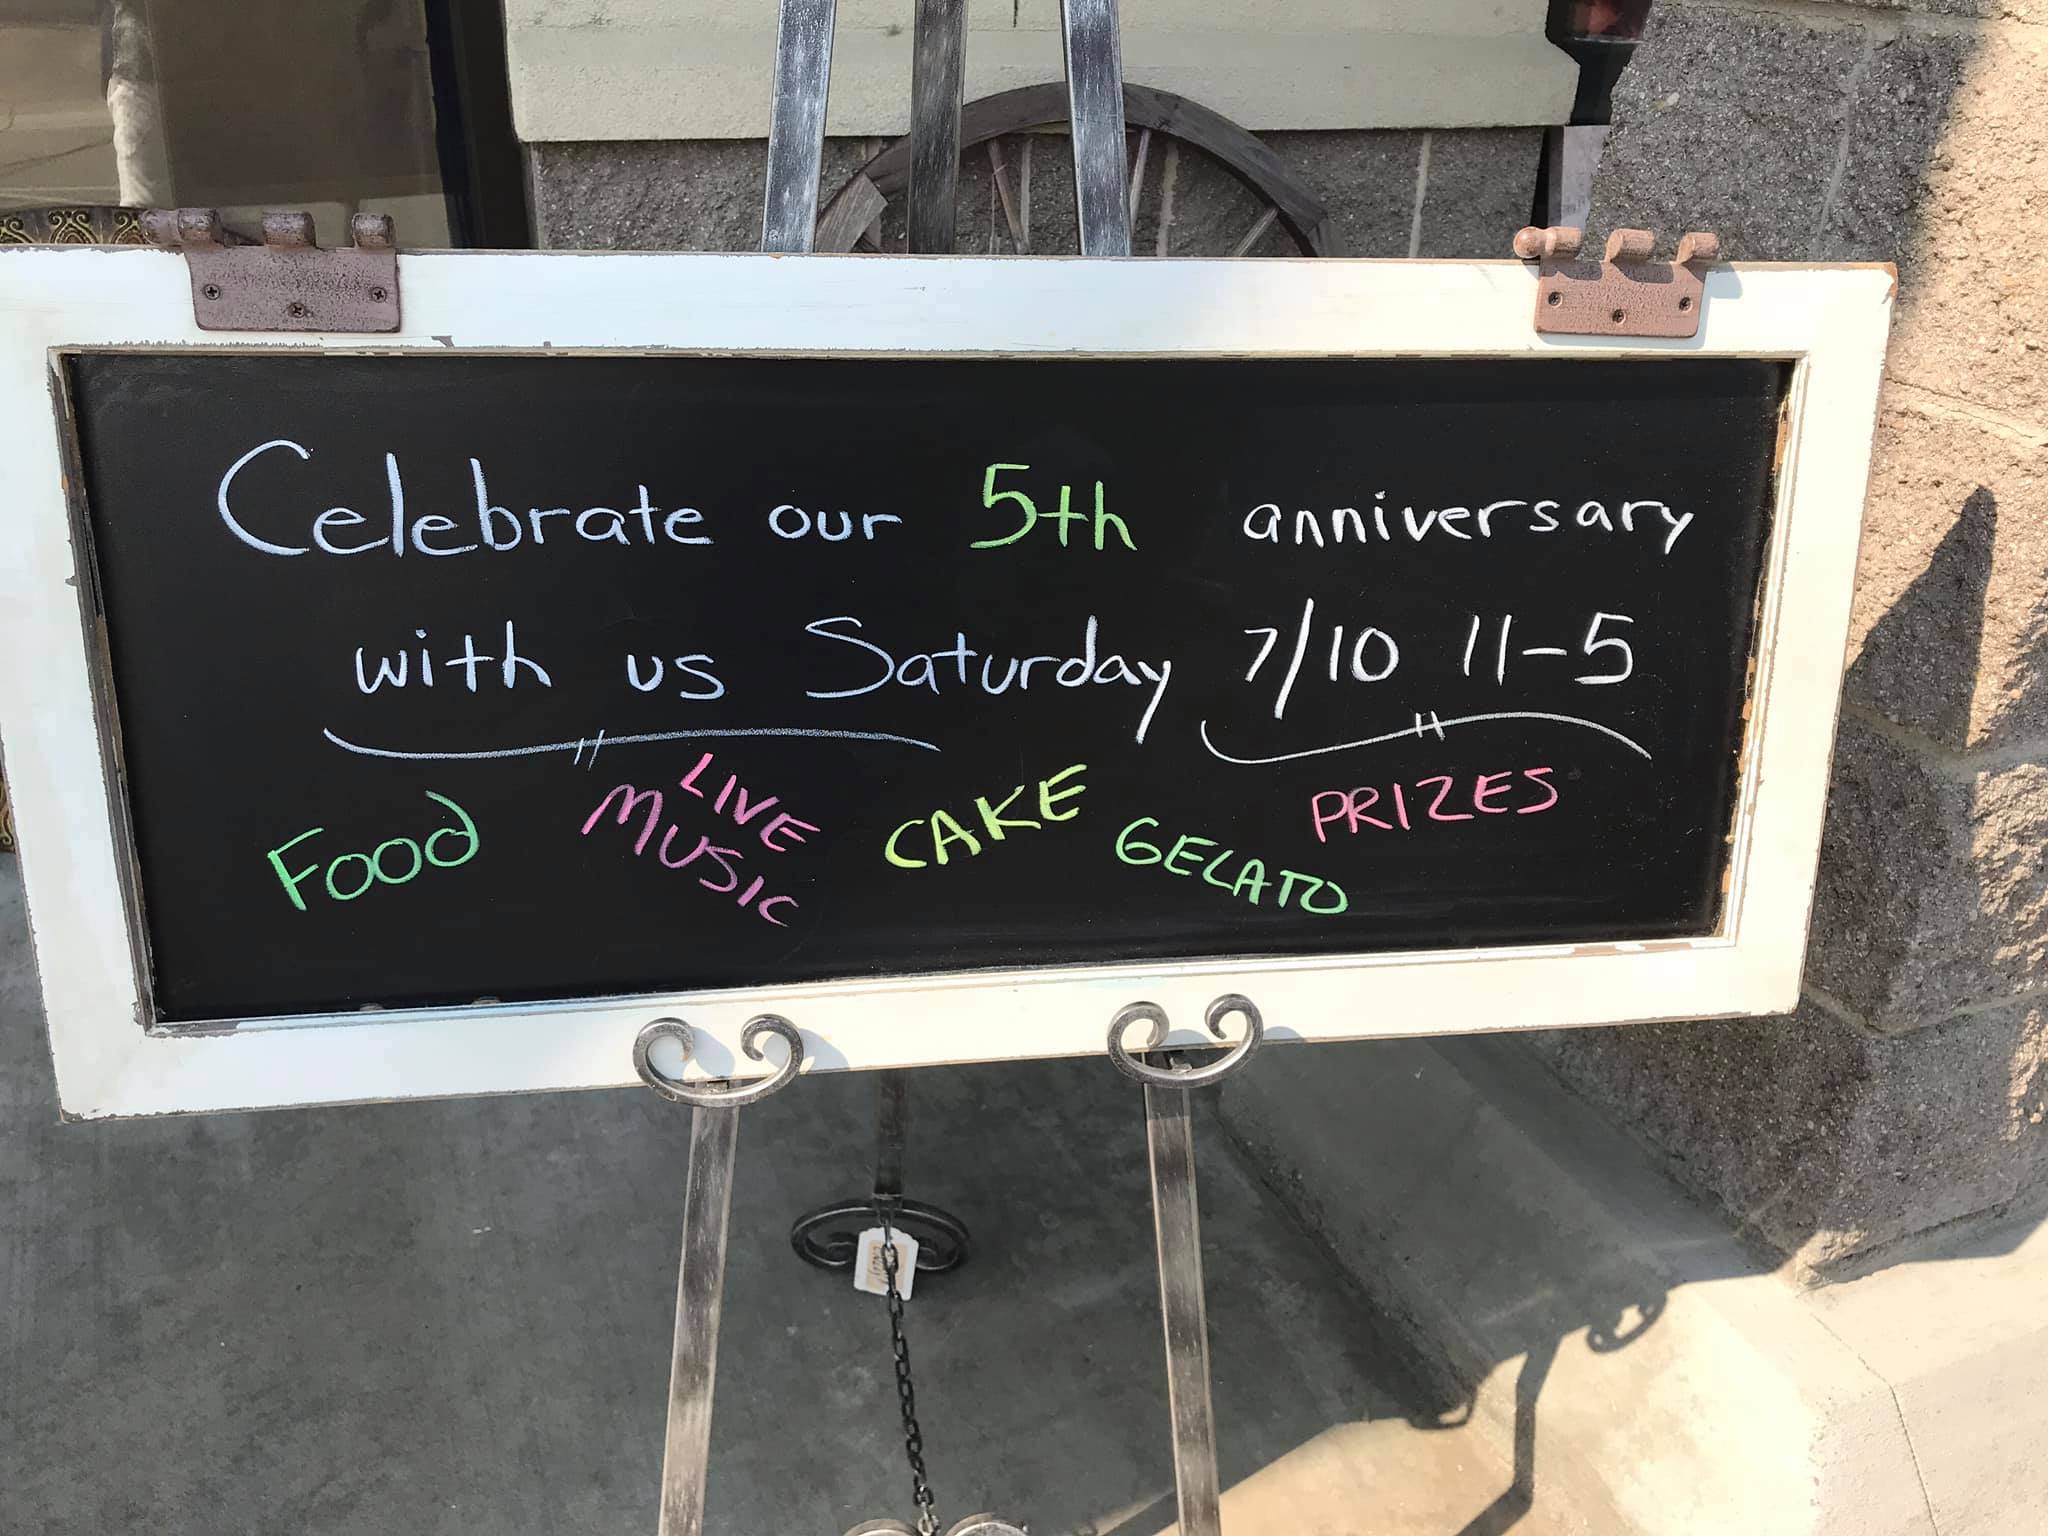 Celebrate our 5th anniversary
with us Saturday 7/10 11-5
Food
LIVE
MUSIC
CAKE
GELATO
PRIZES